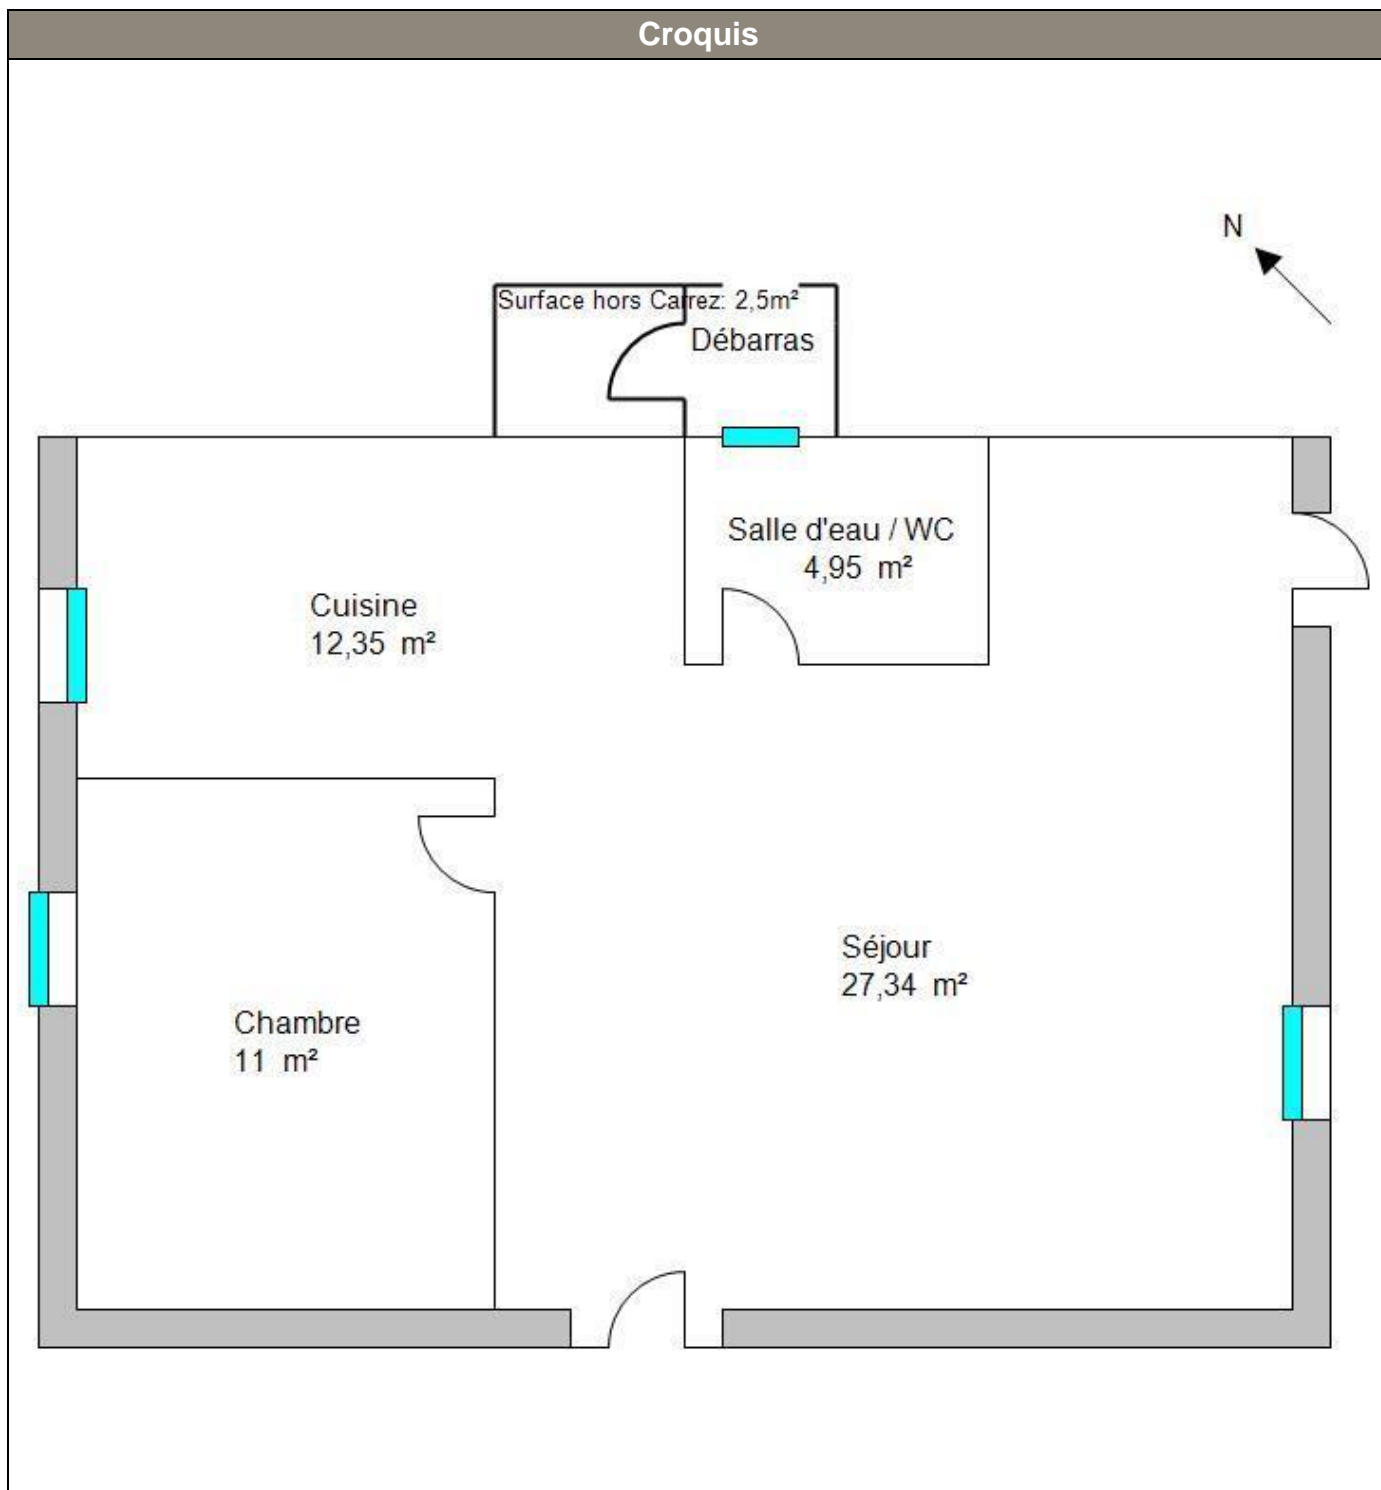 Croquis
N
Surface hors Carrez: 2,5m²
Débarras
Salle d'eau / WC
4,95 m²
Cuisine
12,35 m²
Séjour
27,34 m²
Chambre
11 m²